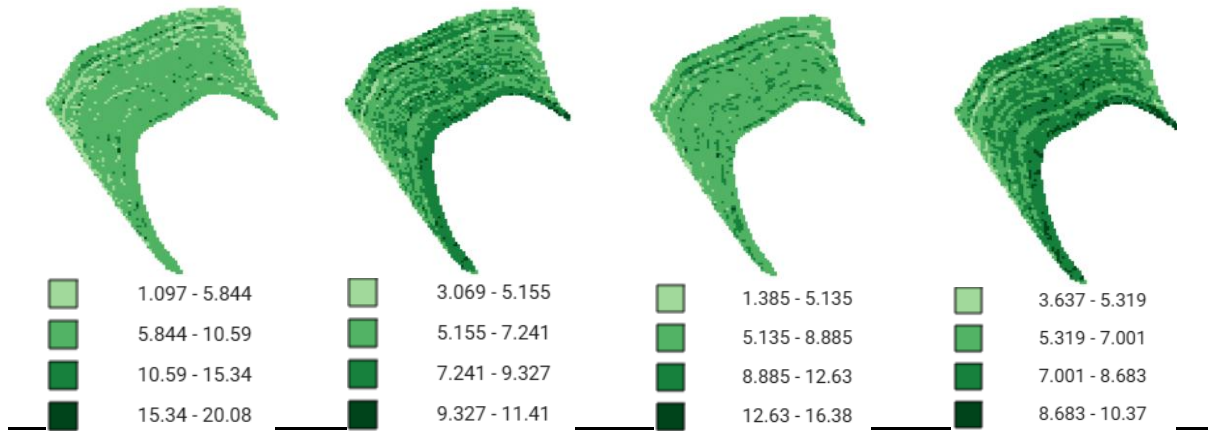 1.097 - 5.844
5.844 - 10.59
10.59 - 15.34
15.34 - 20.08
3.069 - 5.155
5.155 - 7.241
7.241 - 9.327
9.327 - 11.41
1.385 - 5.135
5.135 - 8.885
8.885 - 12.63
12.63 - 16.38
3.637 - 5.319
5.319 - 7.001
7.001 - 8.683
8.683 - 10.37